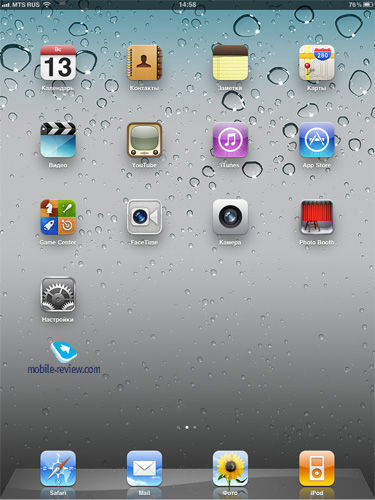 MTS RUS 14:58 76%
Вс
13
280
Календарь Контакты Заметки Карты
Видео YouTube iTunes App Store
Game Center FaceTime Камера Photo Booth
Настройки
mobile-review.com
Safari Mail Фото iPod